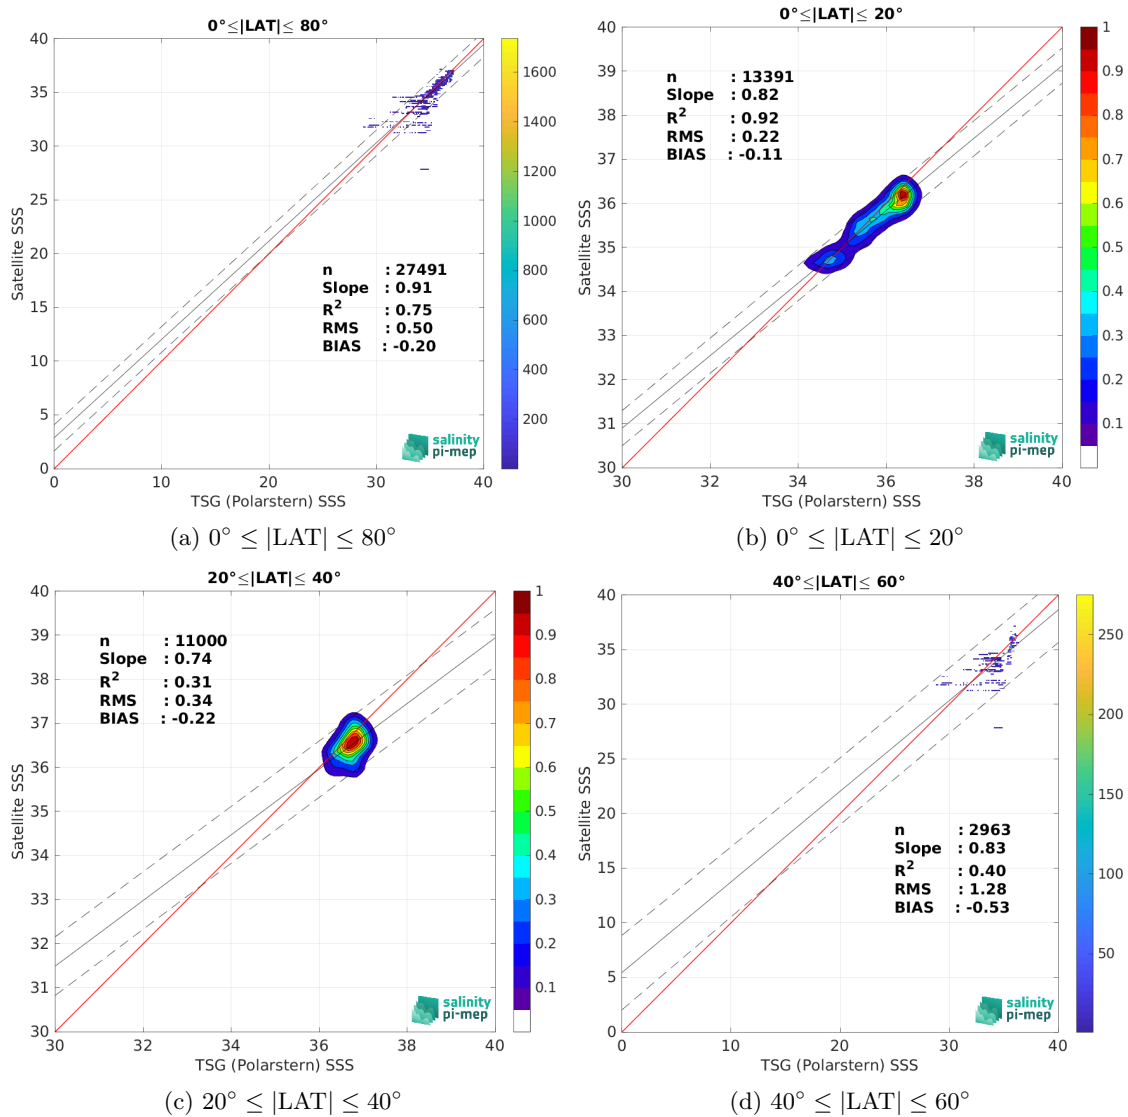 0°≤|LAT|≤ 80°
40
35
30
25
20
15
10
5
0
0
10
20
30
40
Satellite SSS
TSG (Polarstern) SSS
n : 27491
Slope : 0.91
R² : 0.75
RMS : 0.50
BIAS : -0.20
salinity
pi-mep
1600
1400
1200
1000
800
600
400
200
(a) 0° ≤ |LAT| ≤ 80°
0°≤|LAT|≤ 20°
40
39
38
37
36
35
34
33
32
31
30
30
32
34
36
38
40
Satellite SSS
TSG (Polarstern) SSS
n : 13391
Slope : 0.82
R² : 0.92
RMS : 0.22
BIAS : -0.11
salinity
pi-mep
1
0.9
0.8
0.7
0.6
0.5
0.4
0.3
0.2
0.1
(b) 0° ≤ |LAT| ≤ 20°
20°≤|LAT|≤ 40°
40
39
38
37
36
35
34
33
32
31
30
30
32
34
36
38
40
Satellite SSS
TSG (Polarstern) SSS
n : 11000
Slope : 0.74
R² : 0.31
RMS : 0.34
BIAS : -0.22
salinity
pi-mep
1
0.9
0.8
0.7
0.6
0.5
0.4
0.3
0.2
0.1
(c) 20° ≤ |LAT| ≤ 40°
40°≤|LAT|≤ 60°
40
35
30
25
20
15
10
5
0
0
10
20
30
40
Satellite SSS
TSG (Polarstern) SSS
n : 2963
Slope : 0.83
R² : 0.40
RMS : 1.28
BIAS : -0.53
salinity
pi-mep
250
200
150
100
50
(d) 40° ≤ |LAT| ≤ 60°